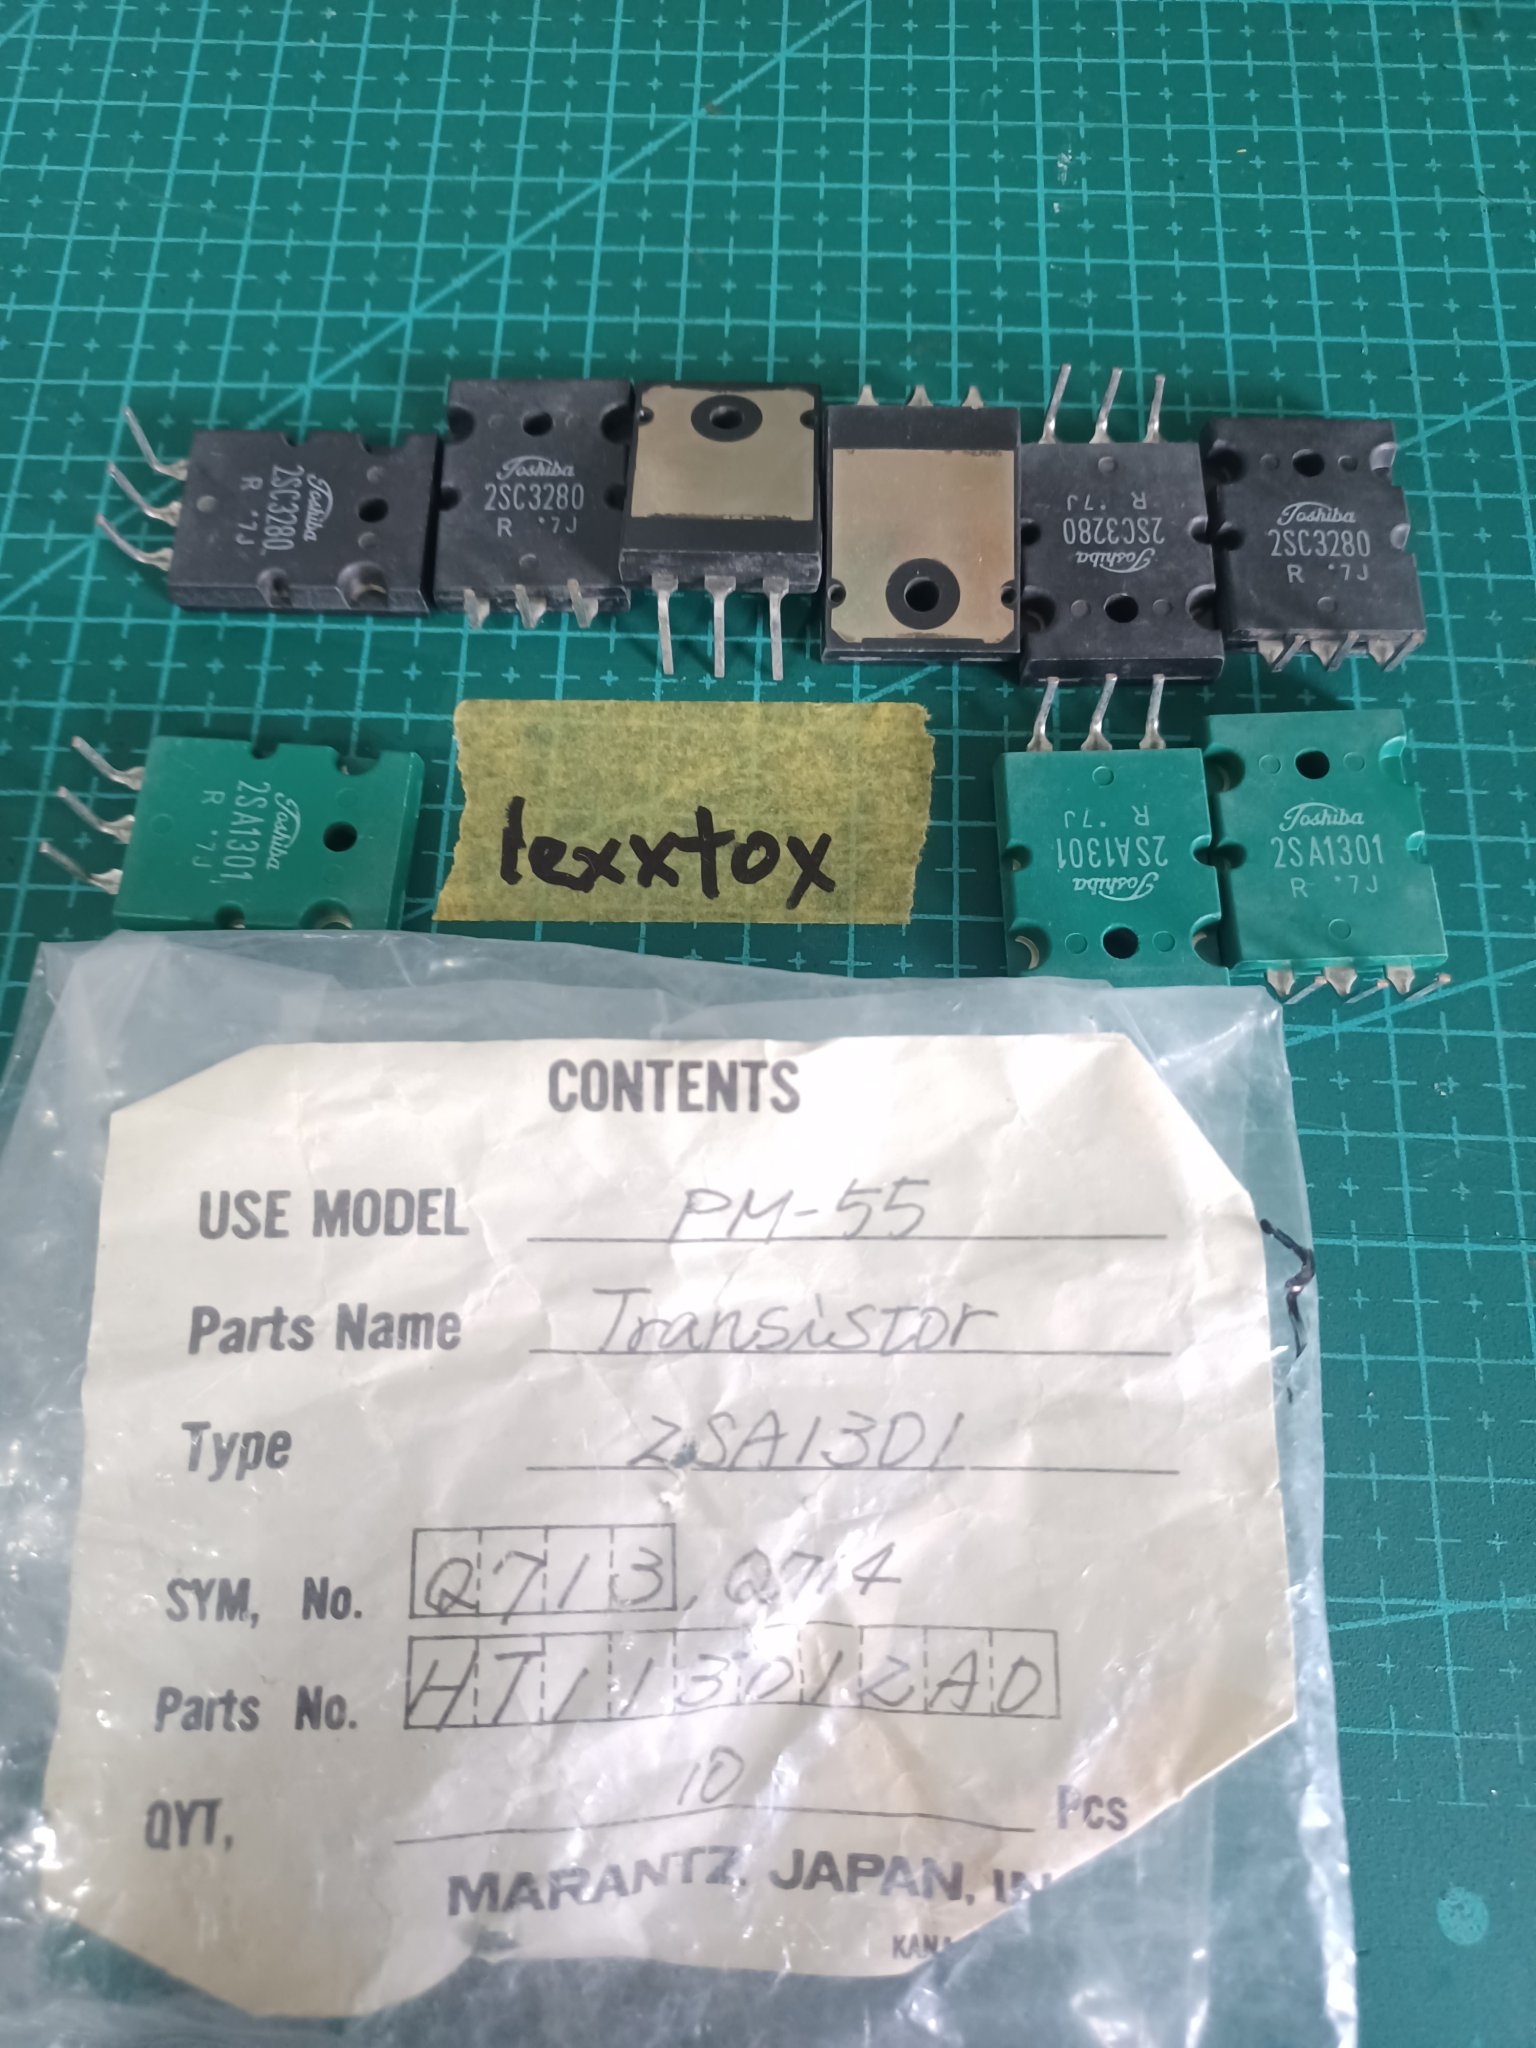 Toshiba
2SC3280
R ·7J
Toshiba
2SC3280
R ·7J
Toshiba
2SC3280
R ·7J
Toshiba
2SC3280
R ·7J
Toshiba
2SA1301
R ·7J
lexxtox
Toshiba
2SA1301
R ·7J
Toshiba
2SA1301
R ·7J
CONTENTS
USE MODEL PM-55
Parts Name Transistor
Type 2SA1301
SYM, No. Q713, Q714
Parts No. HT113012A0
QYT, 10 Pcs
MARANTZ JAPAN, IN
KANA